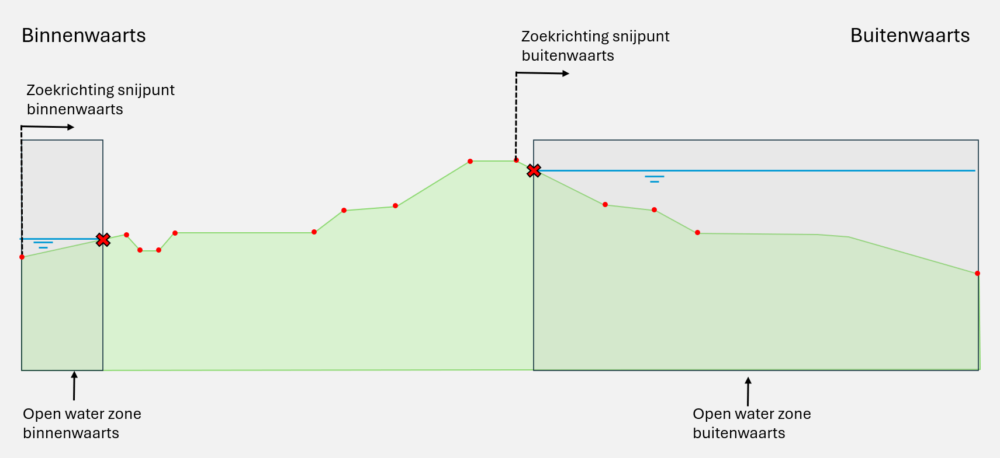 Binnenwaarts
Buitenwaarts
Zoekrichting snijpunt
buitenwaarts
Zoekrichting snijpunt
binnenwaarts
Open water zone
binnenwaarts
Open water zone
buitenwaarts